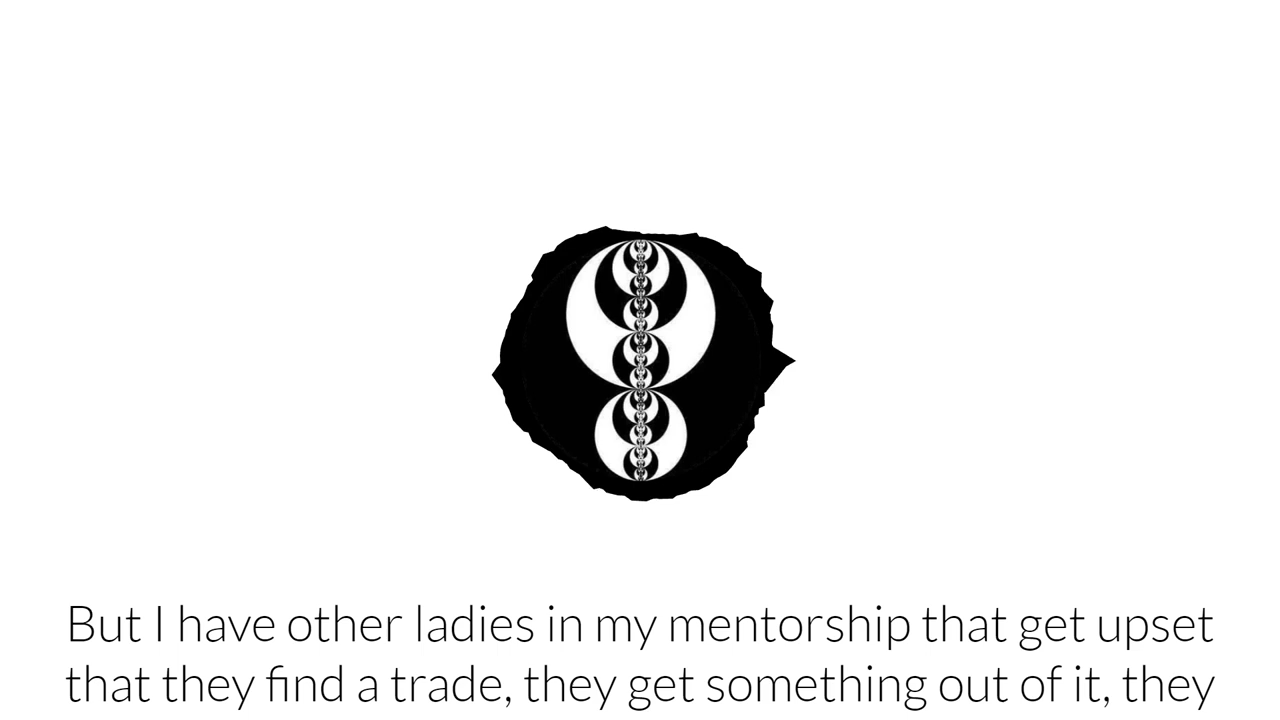 But I have other ladies in my mentorship that get upset
that they find a trade, they get something out of it, they